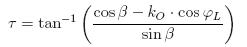 τ = tan⁻¹ ( (cos β − k_O · cos φ_L) / sin β )